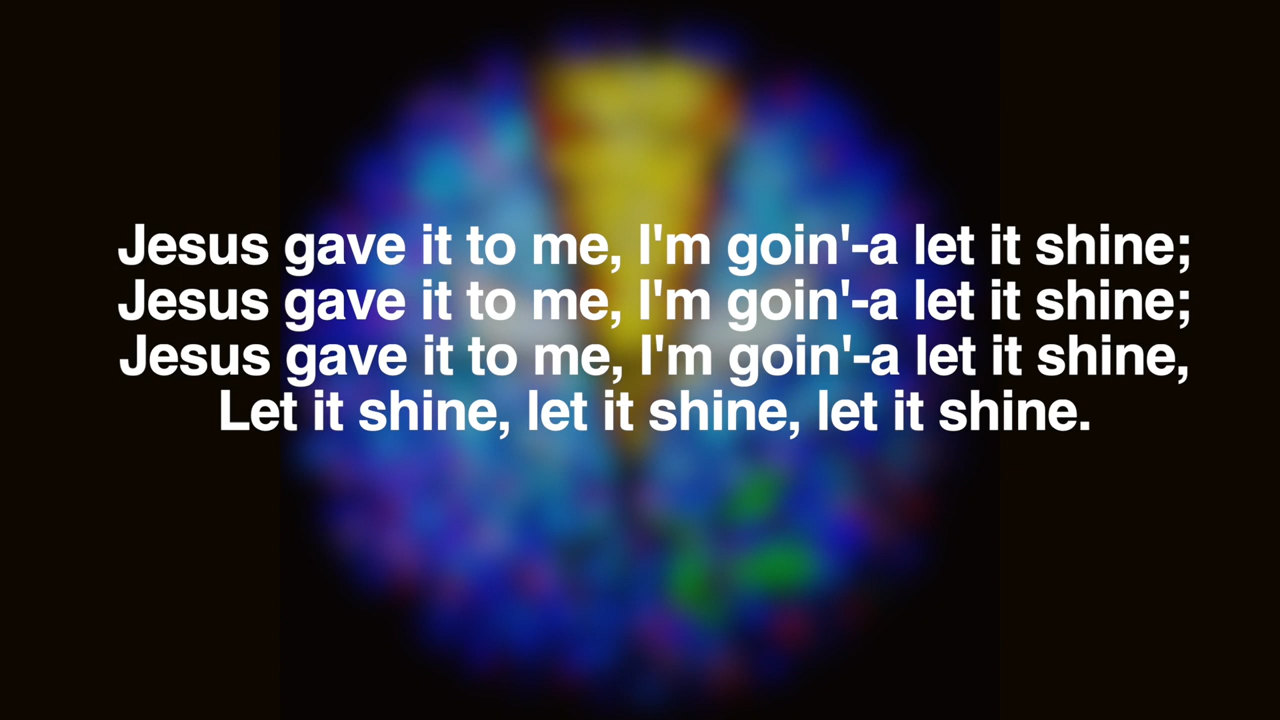 Jesus gave it to me, I'm goin'-a let it shine;
Jesus gave it to me, I'm goin'-a let it shine;
Jesus gave it to me, I'm goin'-a let it shine,
Let it shine, let it shine, let it shine.